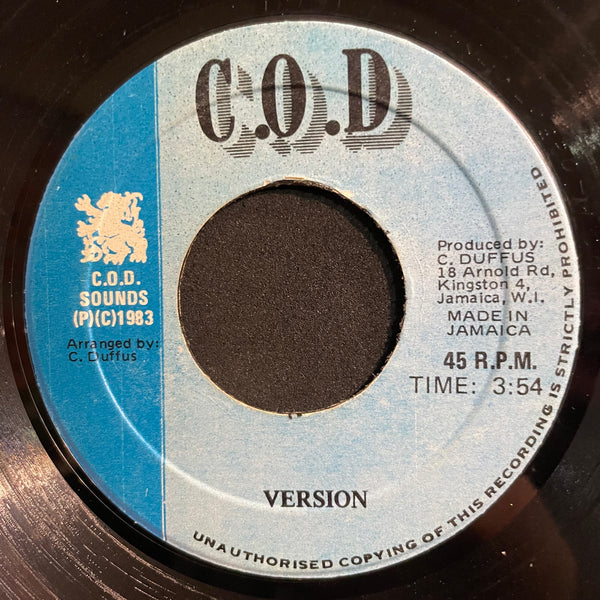 C.O.D
C.O.D.
SOUNDS
(P)(C)1983
Arranged by:
C. Duffus
Produced by:
C. DUFFUS
18 Arnold Rd,
Kingston 4,
Jamaica, W.I.
MADE IN
JAMAICA
45 R.P.M.
TIME: 3:54
VERSION
UNAUTHORISED COPYING OF THIS RECORDING IS STRICTLY PROHIBITED